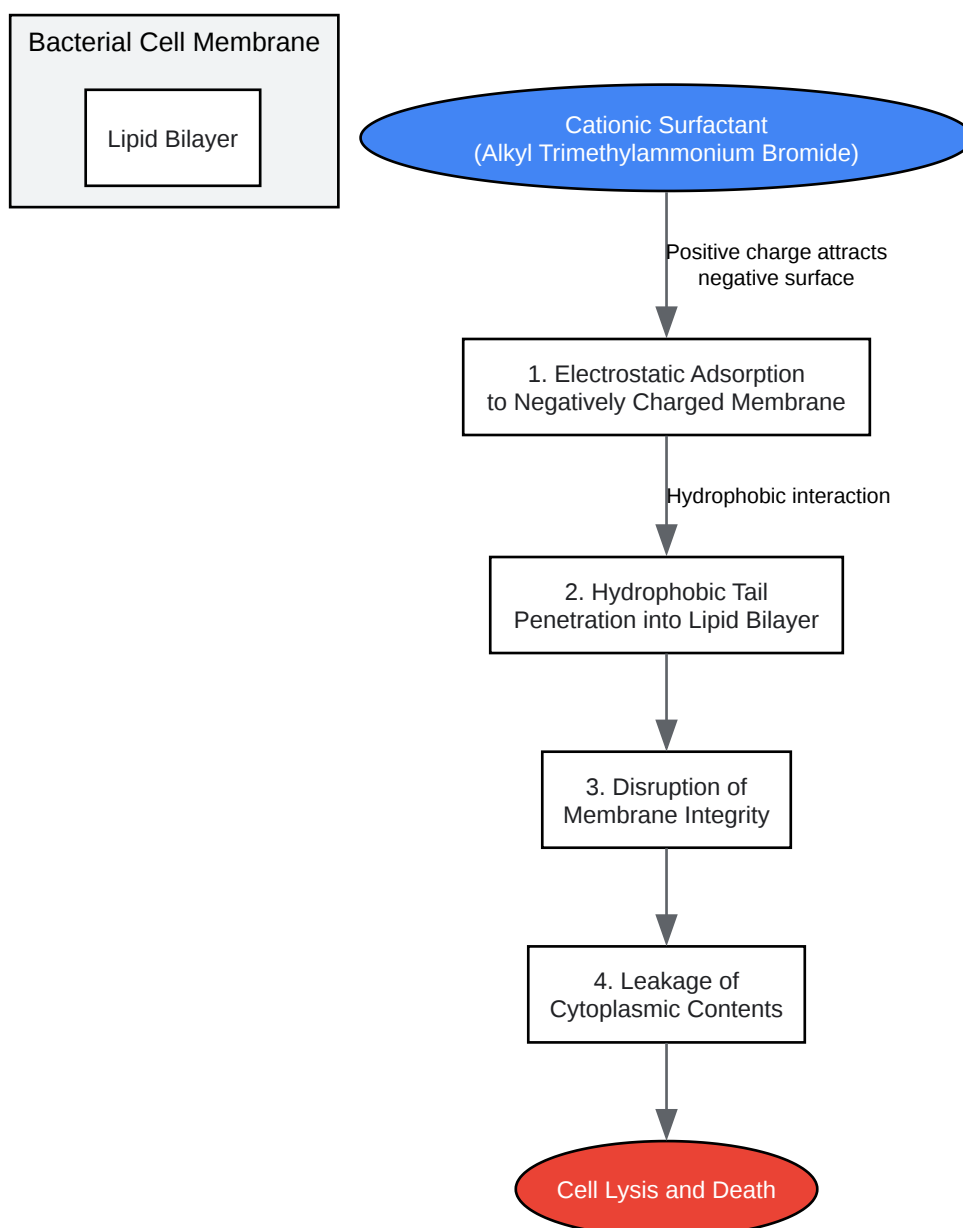 Bacterial Cell Membrane
Lipid Bilayer
Cationic Surfactant
(Alkyl Trimethylammonium Bromide)
Positive charge attracts
negative surface
1. Electrostatic Adsorption
to Negatively Charged Membrane
Hydrophobic interaction
2. Hydrophobic Tail
Penetration into Lipid Bilayer
3. Disruption of
Membrane Integrity
4. Leakage of
Cytoplasmic Contents
Cell Lysis and Death